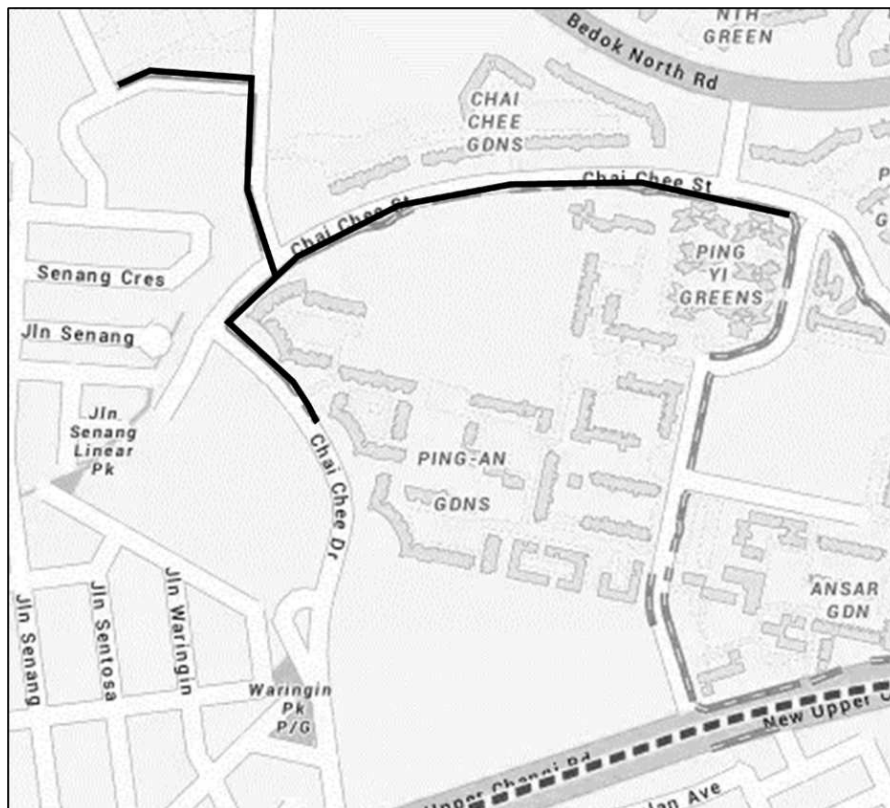 NTH
GREEN
Bedok North Rd
CHAI
CHEE
GDNS
Chai Chee St
Chai Chee St
PING
YI
GREENS
Senang Cres
Jln Senang
Jln
Senang
Linear
Pk
PING-AN
GDNS
Chai Chee Dr
ANSAR
GDN
Jln Senang
Jln Sentosa
Jln Waringin
Waringin
Pk
P/G
New Upper
Upper Changi Rd
Ave